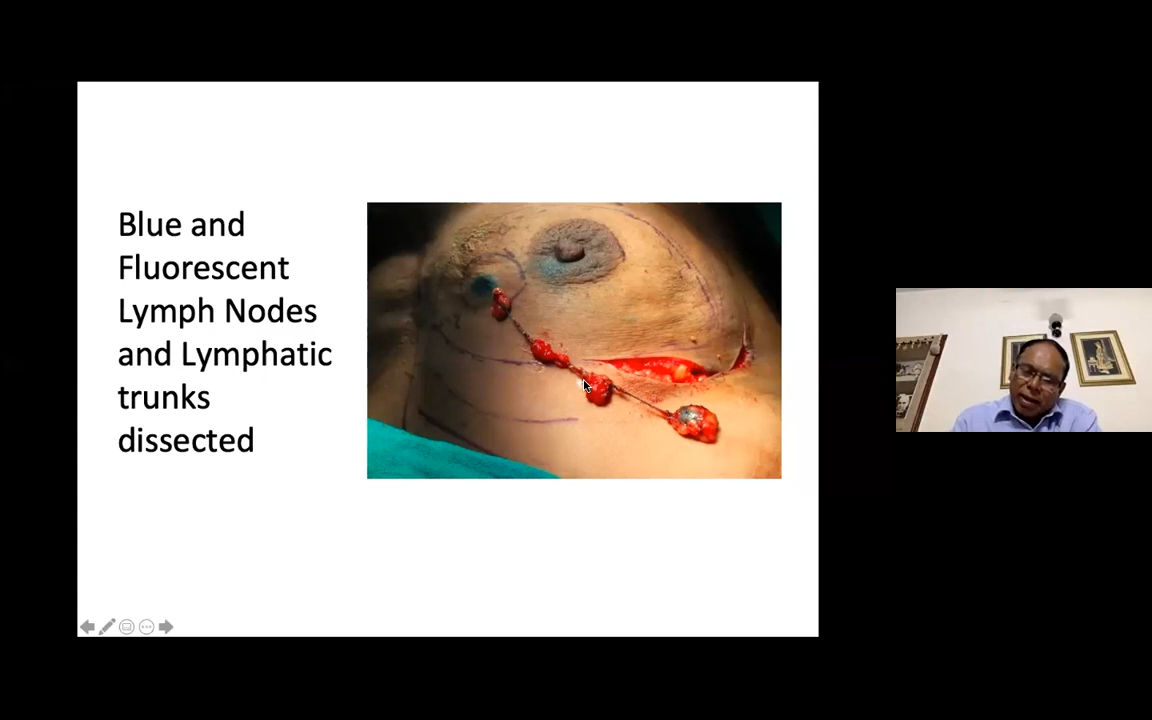 Blue and
Fluorescent
Lymph Nodes
and Lymphatic
trunks
dissected